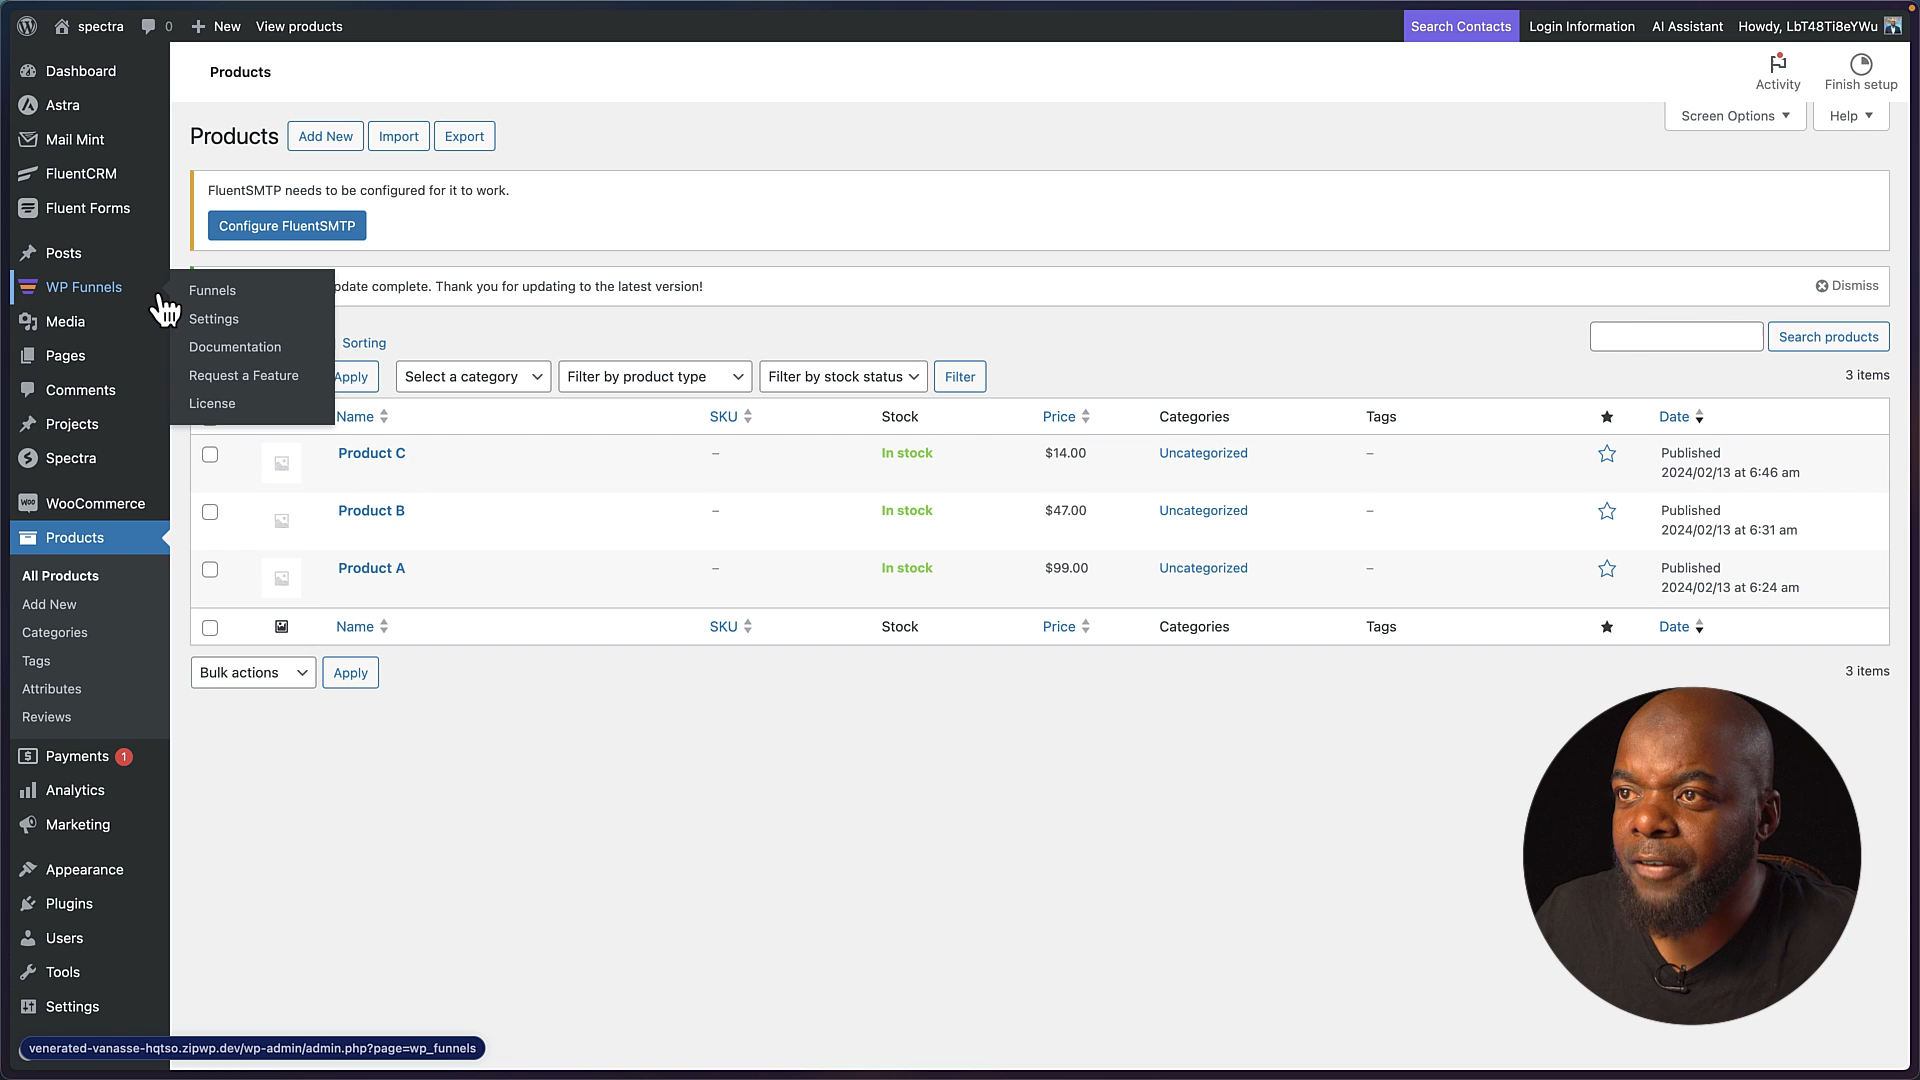 spectra
0
New
View products
Search Contacts
Login Information
AI Assistant
Howdy, LbT48Ti8eYWu
Dashboard
Astra
Mail Mint
FluentCRM
Fluent Forms
Posts
WP Funnels
Media
Pages
Comments
Projects
Spectra
WooCommerce
Products
All Products
Add New
Categories
Tags
Attributes
Reviews
Payments 1
Analytics
Marketing
Appearance
Plugins
Users
Tools
Settings
Funnels
Settings
Documentation
Request a Feature
License
Products
Activity
Finish setup
Screen Options
Help
Products
Add New
Import
Export
FluentSMTP needs to be configured for it to work.
Configure FluentSMTP
update complete. Thank you for updating to the latest version!
Dismiss
Sorting
Search products
Apply
Select a category
Filter by product type
Filter by stock status
Filter
3 items
Name SKU Stock Price Categories Tags Date
Product C – In stock $14.00 Uncategorized – Published
2024/02/13 at 6:46 am
Product B – In stock $47.00 Uncategorized – Published
2024/02/13 at 6:31 am
Product A – In stock $99.00 Uncategorized – Published
2024/02/13 at 6:24 am
Name SKU Stock Price Categories Tags Date
Bulk actions
Apply
3 items
venerated-vanasse-hqtso.zipwp.dev/wp-admin/admin.php?page=wp_funnels